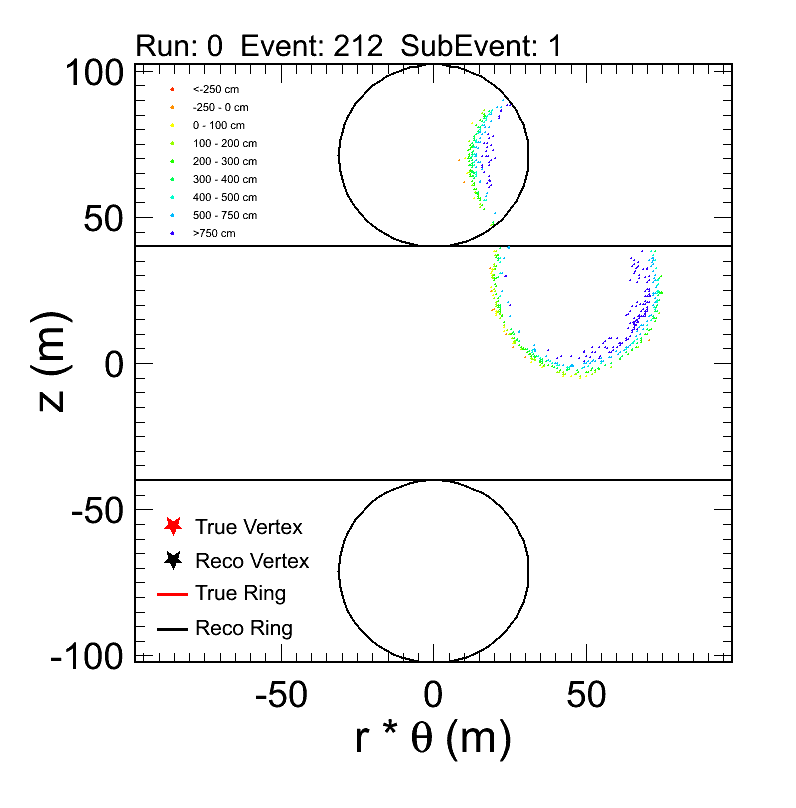 Run: 0 Event: 212 SubEvent: 1
100
<-250 cm
-250 - 0 cm
0 - 100 cm
100 - 200 cm
200 - 300 cm
300 - 400 cm
400 - 500 cm
500 - 750 cm
>750 cm
50
0
-50
-100
z (m)
True Vertex
Reco Vertex
True Ring
Reco Ring
-50 0 50
r * θ (m)